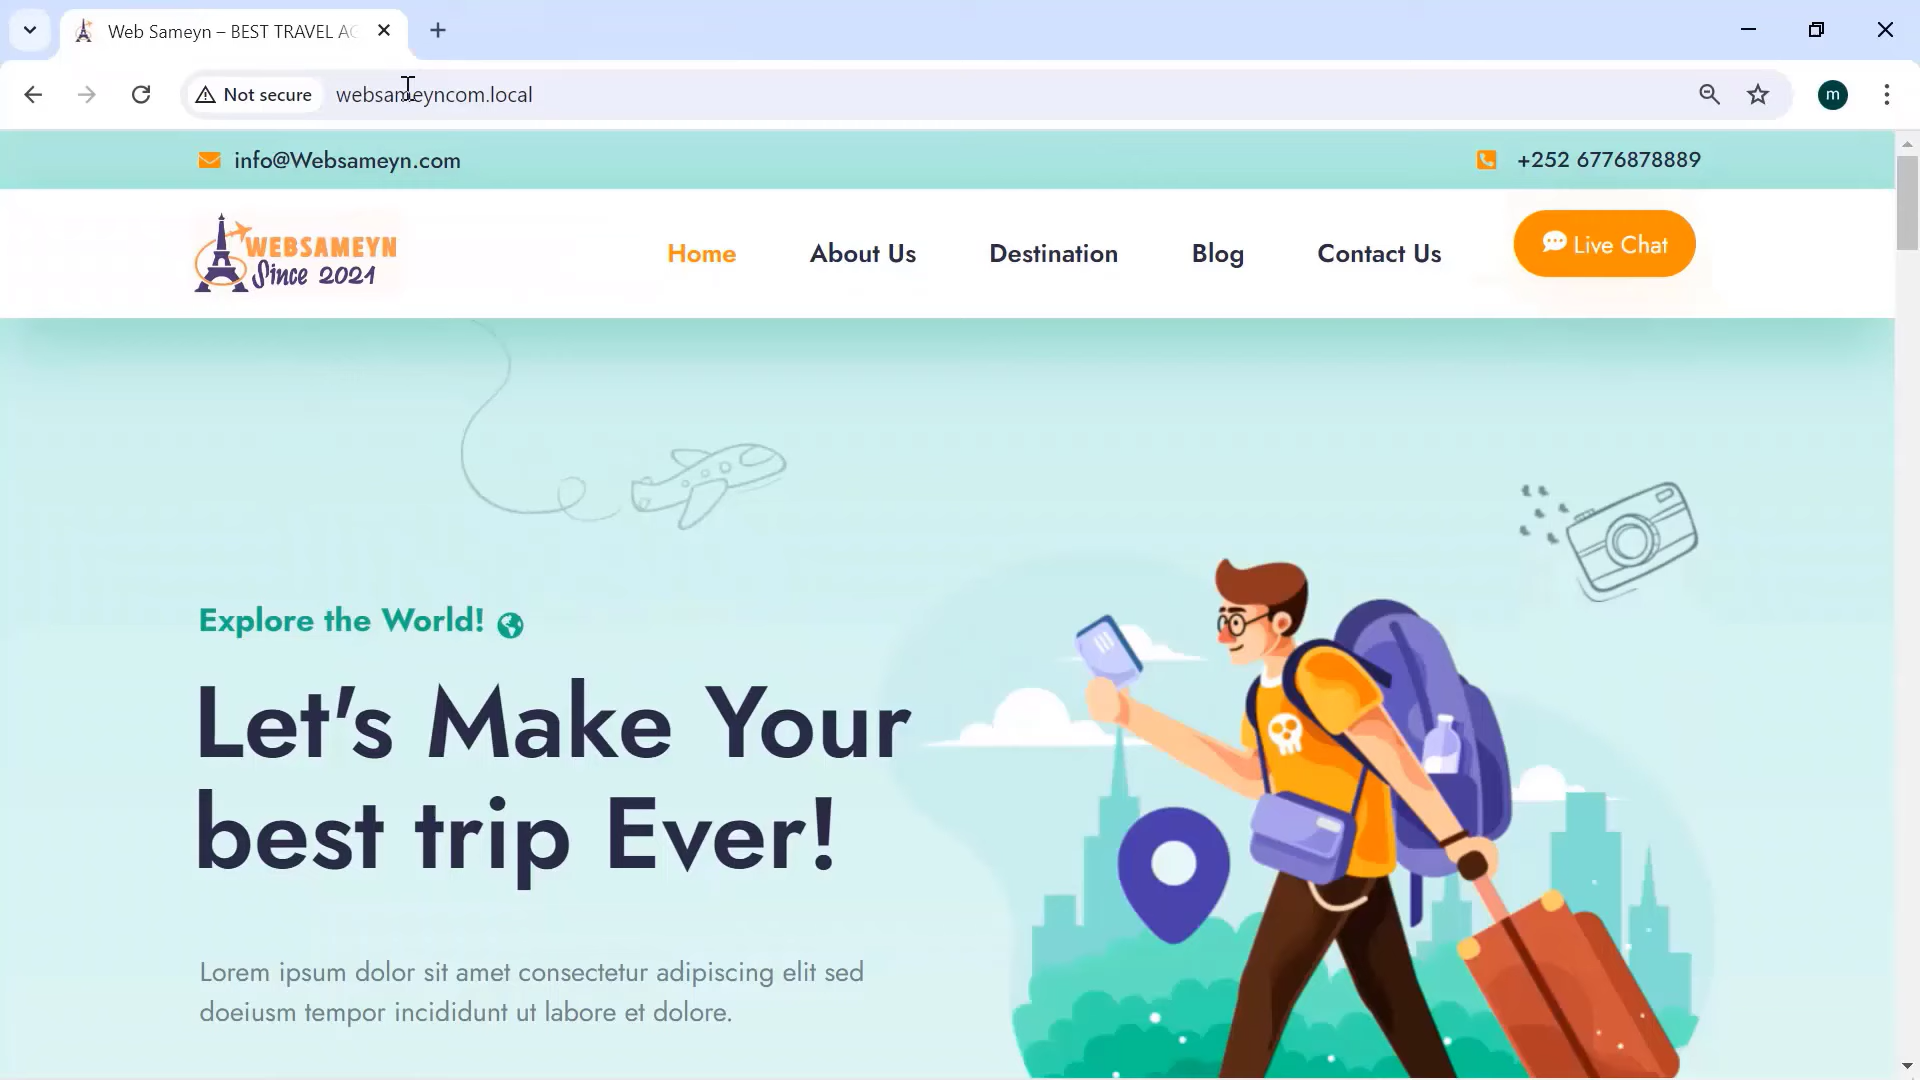 Web Sameyn – BEST TRAVEL AG
Not secure
websameyncom.local
m
info@Websameyn.com
+252 6776878889
WEBSAMEYN
Since 2021
Home
About Us
Destination
Blog
Contact Us
Live Chat
Explore the World!
Let's Make Your
best trip Ever!
Lorem ipsum dolor sit amet consectetur adipiscing elit sed
doeiusm tempor incididunt ut labore et dolore.